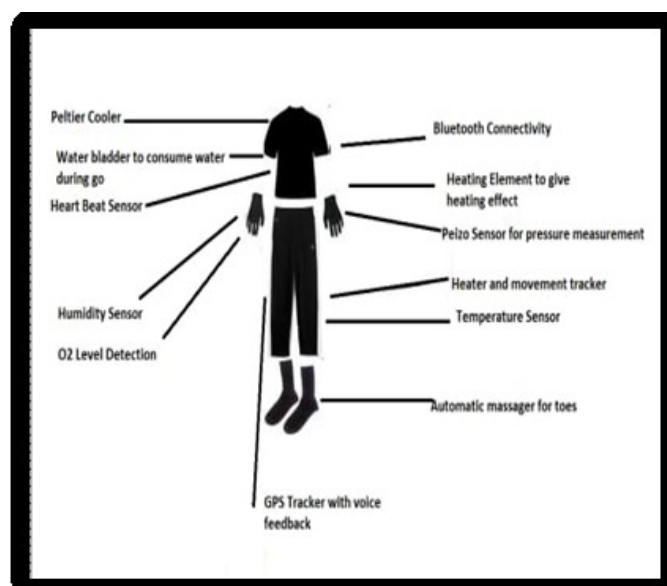 Peltier Cooler
Water bladder to consume water
during go
Heart Beat Sensor
Humidity Sensor
O2 Level Detection
GPS Tracker with voice
feedback
Bluetooth Connectivity
Heating Element to give
heating effect
Peizo Sensor for pressure measurement
Heater and movement tracker
Temperature Sensor
Automatic massager for toes